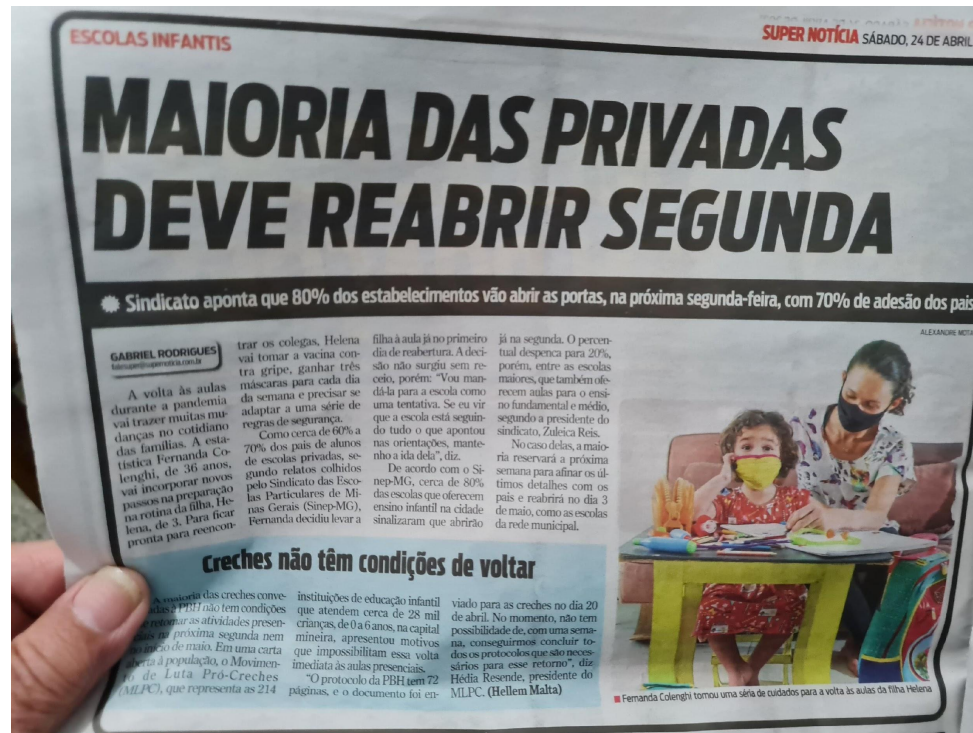 ESCOLAS INFANTIS
SUPER NOTÍCIA SÁBADO, 24 DE ABRIL
MAIORIA DAS PRIVADAS
DEVE REABRIR SEGUNDA
Sindicato aponta que 80% dos estabelecimentos vão abrir as portas, na próxima segunda-feira, com 70% de adesão dos pais
ALEXANDRE MOTA
GABRIEL RODRIGUES
falesuper@supernoticia.com.br
A volta às aulas
durante a pandemia
vai trazer muitas mu-
danças no cotidiano
das famílias. A esta-
tística Fernanda Co-
lenghi, de 36 anos,
vai incorporar novos
passos na preparação
na rotina da filha, He-
lena, de 3. Para ficar
pronta para reencon-
trar os colegas, Helena
vai tomar a vacina con-
tra gripe, ganhar três
máscaras para cada dia
da semana e precisar se
adaptar a uma série de
regras de segurança.
Como cerca de 60% a
70% dos pais de alunos
de escolas privadas, se-
gundo relatos colhidos
pelo Sindicato das Esco-
las Particulares de Mi-
nas Gerais (Sinep-MG),
Fernanda decidiu levar a
filha à aula já no primeiro
dia de reabertura. A deci-
são não surgiu sem re-
ceio, porém: “Vou man-
dá-la para a escola como
uma tentativa. Se eu vir
que a escola está seguin-
do tudo o que apontou
nas orientações, mante-
nho a ida dela”, diz.
De acordo com o Si-
nep-MG, cerca de 80%
das escolas que oferecem
ensino infantil na cidade
sinalizaram que abrirão
já na segunda. O percen-
tual despenca para 20%,
porém, entre as escolas
maiores, que também ofe-
recem aulas para o ensi-
no fundamental e médio,
segundo a presidente do
sindicato, Zuleica Reis.
No caso delas, a maio-
ria reservará a próxima
semana para afinar os úl-
timos detalhes com os
pais e reabrirá no dia 3
de maio, como as escolas
da rede municipal.
Creches não têm condições de voltar
A maioria das creches conve-
adas à PBH não tem condições
e retomar as atividades presen-
na próxima segunda nem
no início de maio. Em uma carta
aberta à população, o Movimen-
to de Luta Pró-Creches
(MLPC), que representa as 214
instituições de educação infantil
que atendem cerca de 28 mil
crianças, de 0 a 6 anos, na capital
mineira, apresentou motivos
que impossibilitam essa volta
imediata às aulas presenciais.
“O protocolo da PBH tem 72
páginas, e o documento foi en-
viado para as creches no dia 20
de abril. No momento, não tem
possibilidade de, com uma sema-
na, conseguirmos concluir to-
dos os protocolos que são neces-
sários para esse retorno”, diz
Hédia Resende, presidente do
MLPC. (Hellem Malta)
Fernanda Colenghi tomou uma séria de cuidados para a volta às aulas da filha Helena